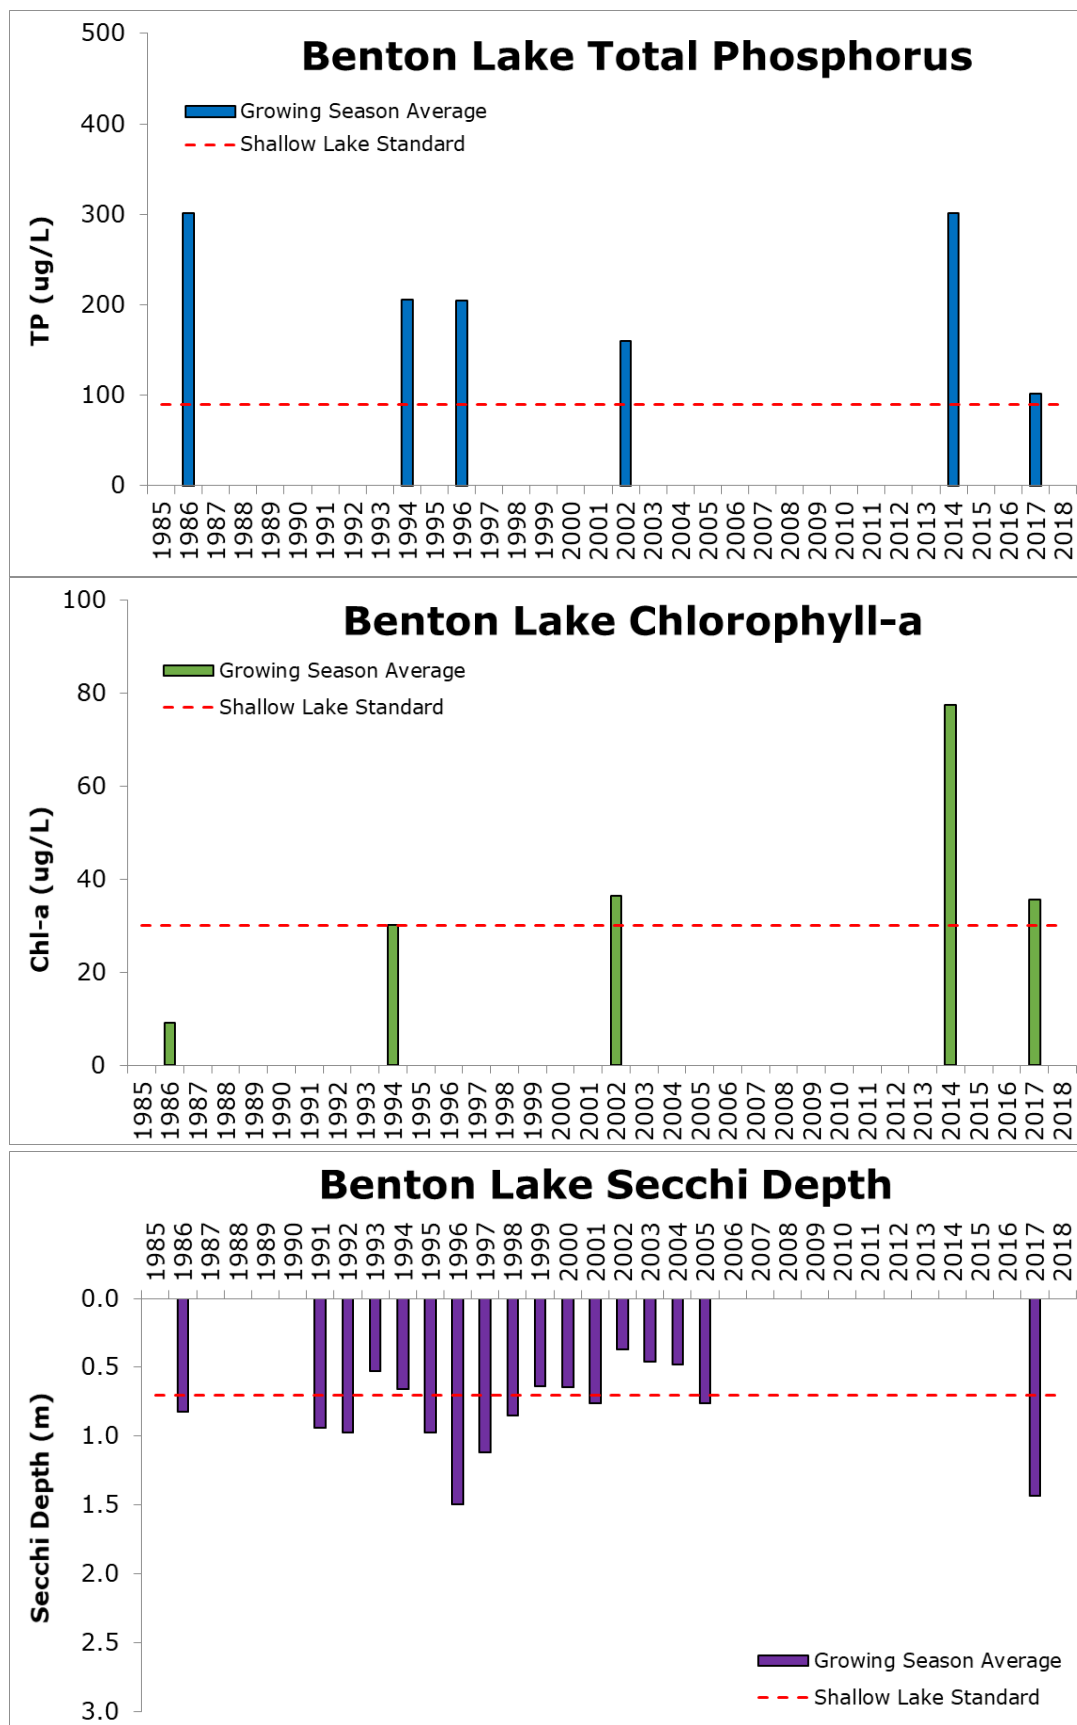 Benton Lake Total Phosphorus
Growing Season Average
Shallow Lake Standard
TP (ug/L)
500
400
300
200
100
0
1985 1986 1987 1988 1989 1990 1991 1992 1993 1994 1995 1996 1997 1998 1999 2000 2001 2002 2003 2004 2005 2006 2007 2008 2009 2010 2011 2012 2013 2014 2015 2016 2017 2018
Benton Lake Chlorophyll-a
Growing Season Average
Shallow Lake Standard
Chl-a (ug/L)
100
80
60
40
20
0
1985 1986 1987 1988 1989 1990 1991 1992 1993 1994 1995 1996 1997 1998 1999 2000 2001 2002 2003 2004 2005 2006 2007 2008 2009 2010 2011 2012 2013 2014 2015 2016 2017 2018
Benton Lake Secchi Depth
1985 1986 1987 1988 1989 1990 1991 1992 1993 1994 1995 1996 1997 1998 1999 2000 2001 2002 2003 2004 2005 2006 2007 2008 2009 2010 2011 2012 2013 2014 2015 2016 2017 2018
Secchi Depth (m)
0.0
0.5
1.0
1.5
2.0
2.5
3.0
Growing Season Average
Shallow Lake Standard